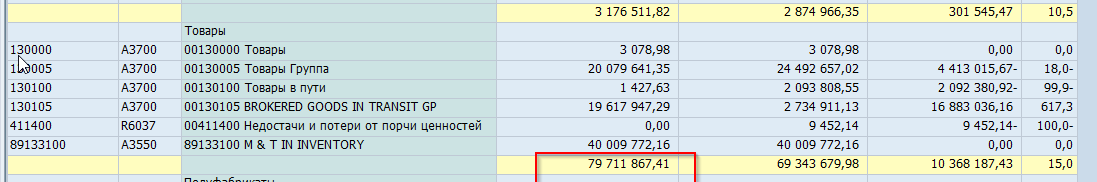 3 176 511,82 2 874 966,35 301 545,47 10,5
Товары
130000 A3700 00130000 Товары 3 078,98 3 078,98 0,00 0,0
130005 A3700 00130005 Товары Группа 20 079 641,35 24 492 657,02 4 413 015,67- 18,0-
130100 A3700 00130100 Товары в пути 1 427,63 2 093 808,55 2 092 380,92- 99,9-
130105 A3700 00130105 BROKERED GOODS IN TRANSIT GP 19 617 947,29 2 734 911,13 16 883 036,16 617,3
411400 R6037 00411400 Недостачи и потери от порчи ценностей 0,00 9 452,14 9 452,14- 100,0-
89133100 A3550 89133100 M & T IN INVENTORY 40 009 772,16 40 009 772,16 0,00 0,0
79 711 867,41 69 343 679,98 10 368 187,43 15,0
Полуфабрикаты